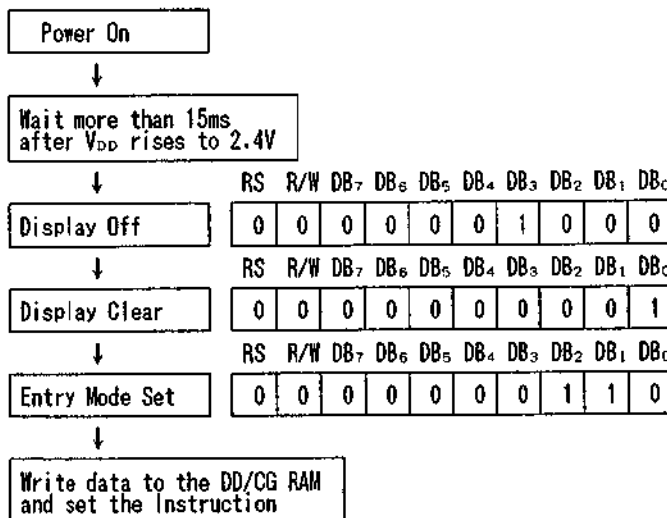 Power On
Wait more than 15ms
after VDD rises to 2.4V
RS R/W DB7 DB6 DB5 DB4 DB3 DB2 DB1 DB0
Display Off 0 0 0 0 0 0 1 0 0 0
RS R/W DB7 DB6 DB5 DB4 DB3 DB2 DB1 DB0
Display Clear 0 0 0 0 0 0 0 0 0 1
RS R/W DB7 DB6 DB5 DB4 DB3 DB2 DB1 DB0
Entry Mode Set 0 0 0 0 0 0 0 1 1 0
Write data to the DD/CG RAM
and set the Instruction